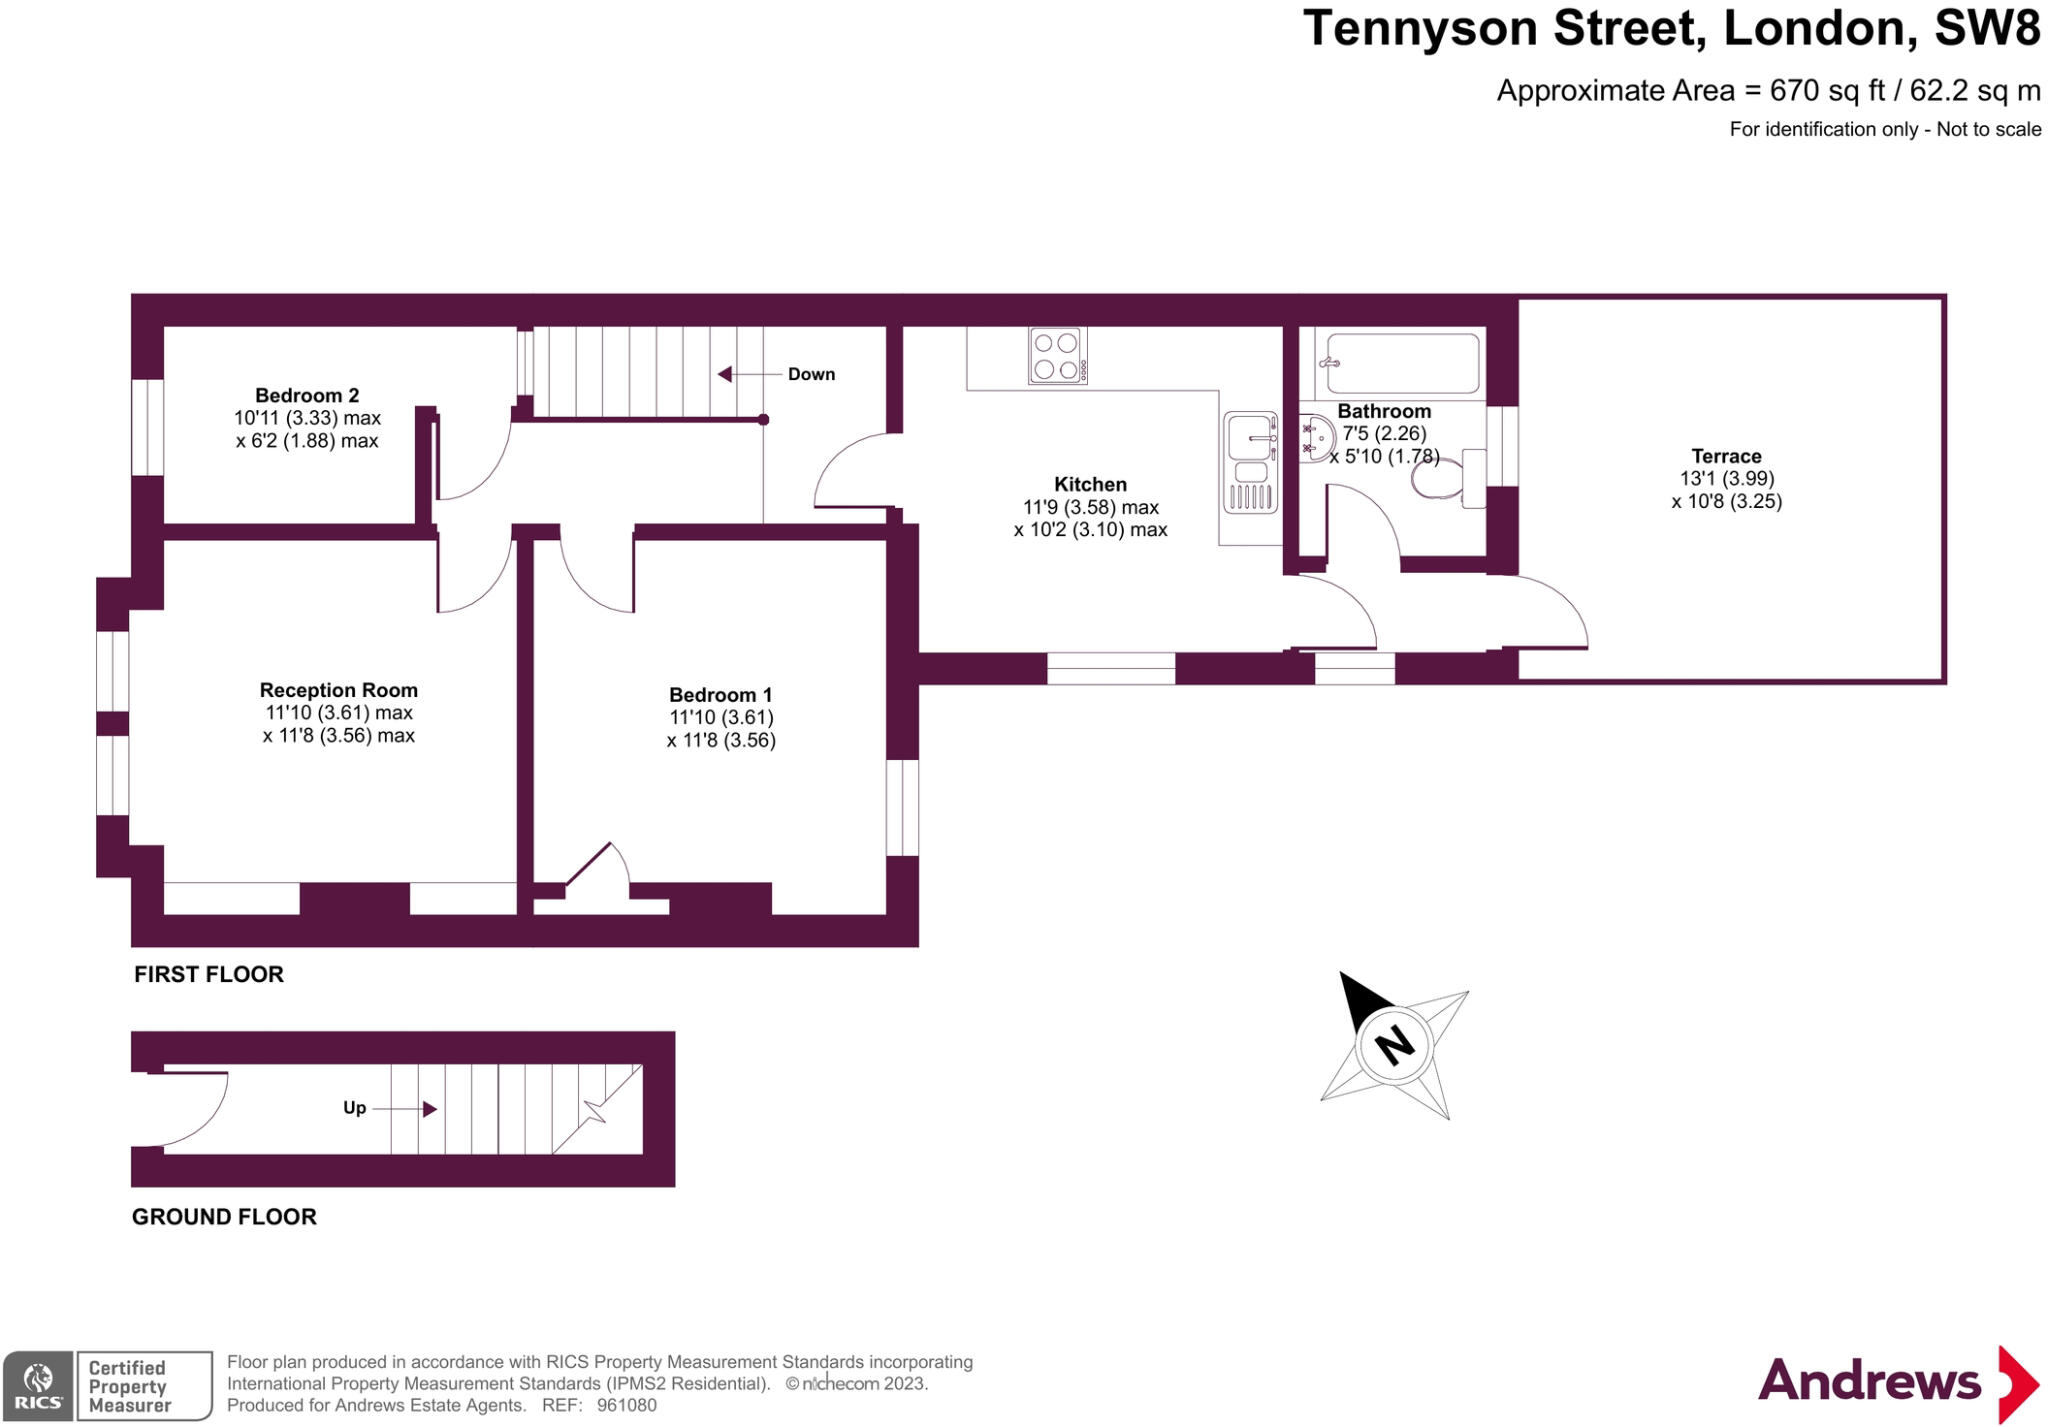 Tennyson Street, London, SW8
Approximate Area = 670 sq ft / 62.2 sq m
For identification only - Not to scale
Bedroom 2
10'11 (3.33) max
x 6'2 (1.88) max
Down
Kitchen
11'9 (3.58) max
x 10'2 (3.10) max
Bathroom
7'5 (2.26)
x 5'10 (1.78)
Terrace
13'1 (3.99)
x 10'8 (3.25)
Reception Room
11'10 (3.61) max
x 11'8 (3.56) max
Bedroom 1
11'10 (3.61)
x 11'8 (3.56)
FIRST FLOOR
N
Up
GROUND FLOOR
RICS
Certified
Property
Measurer
Floor plan produced in accordance with RICS Property Measurement Standards incorporating
International Property Measurement Standards (IPMS2 Residential). © nichecom 2023.
Produced for Andrews Estate Agents. REF: 961080
Andrews